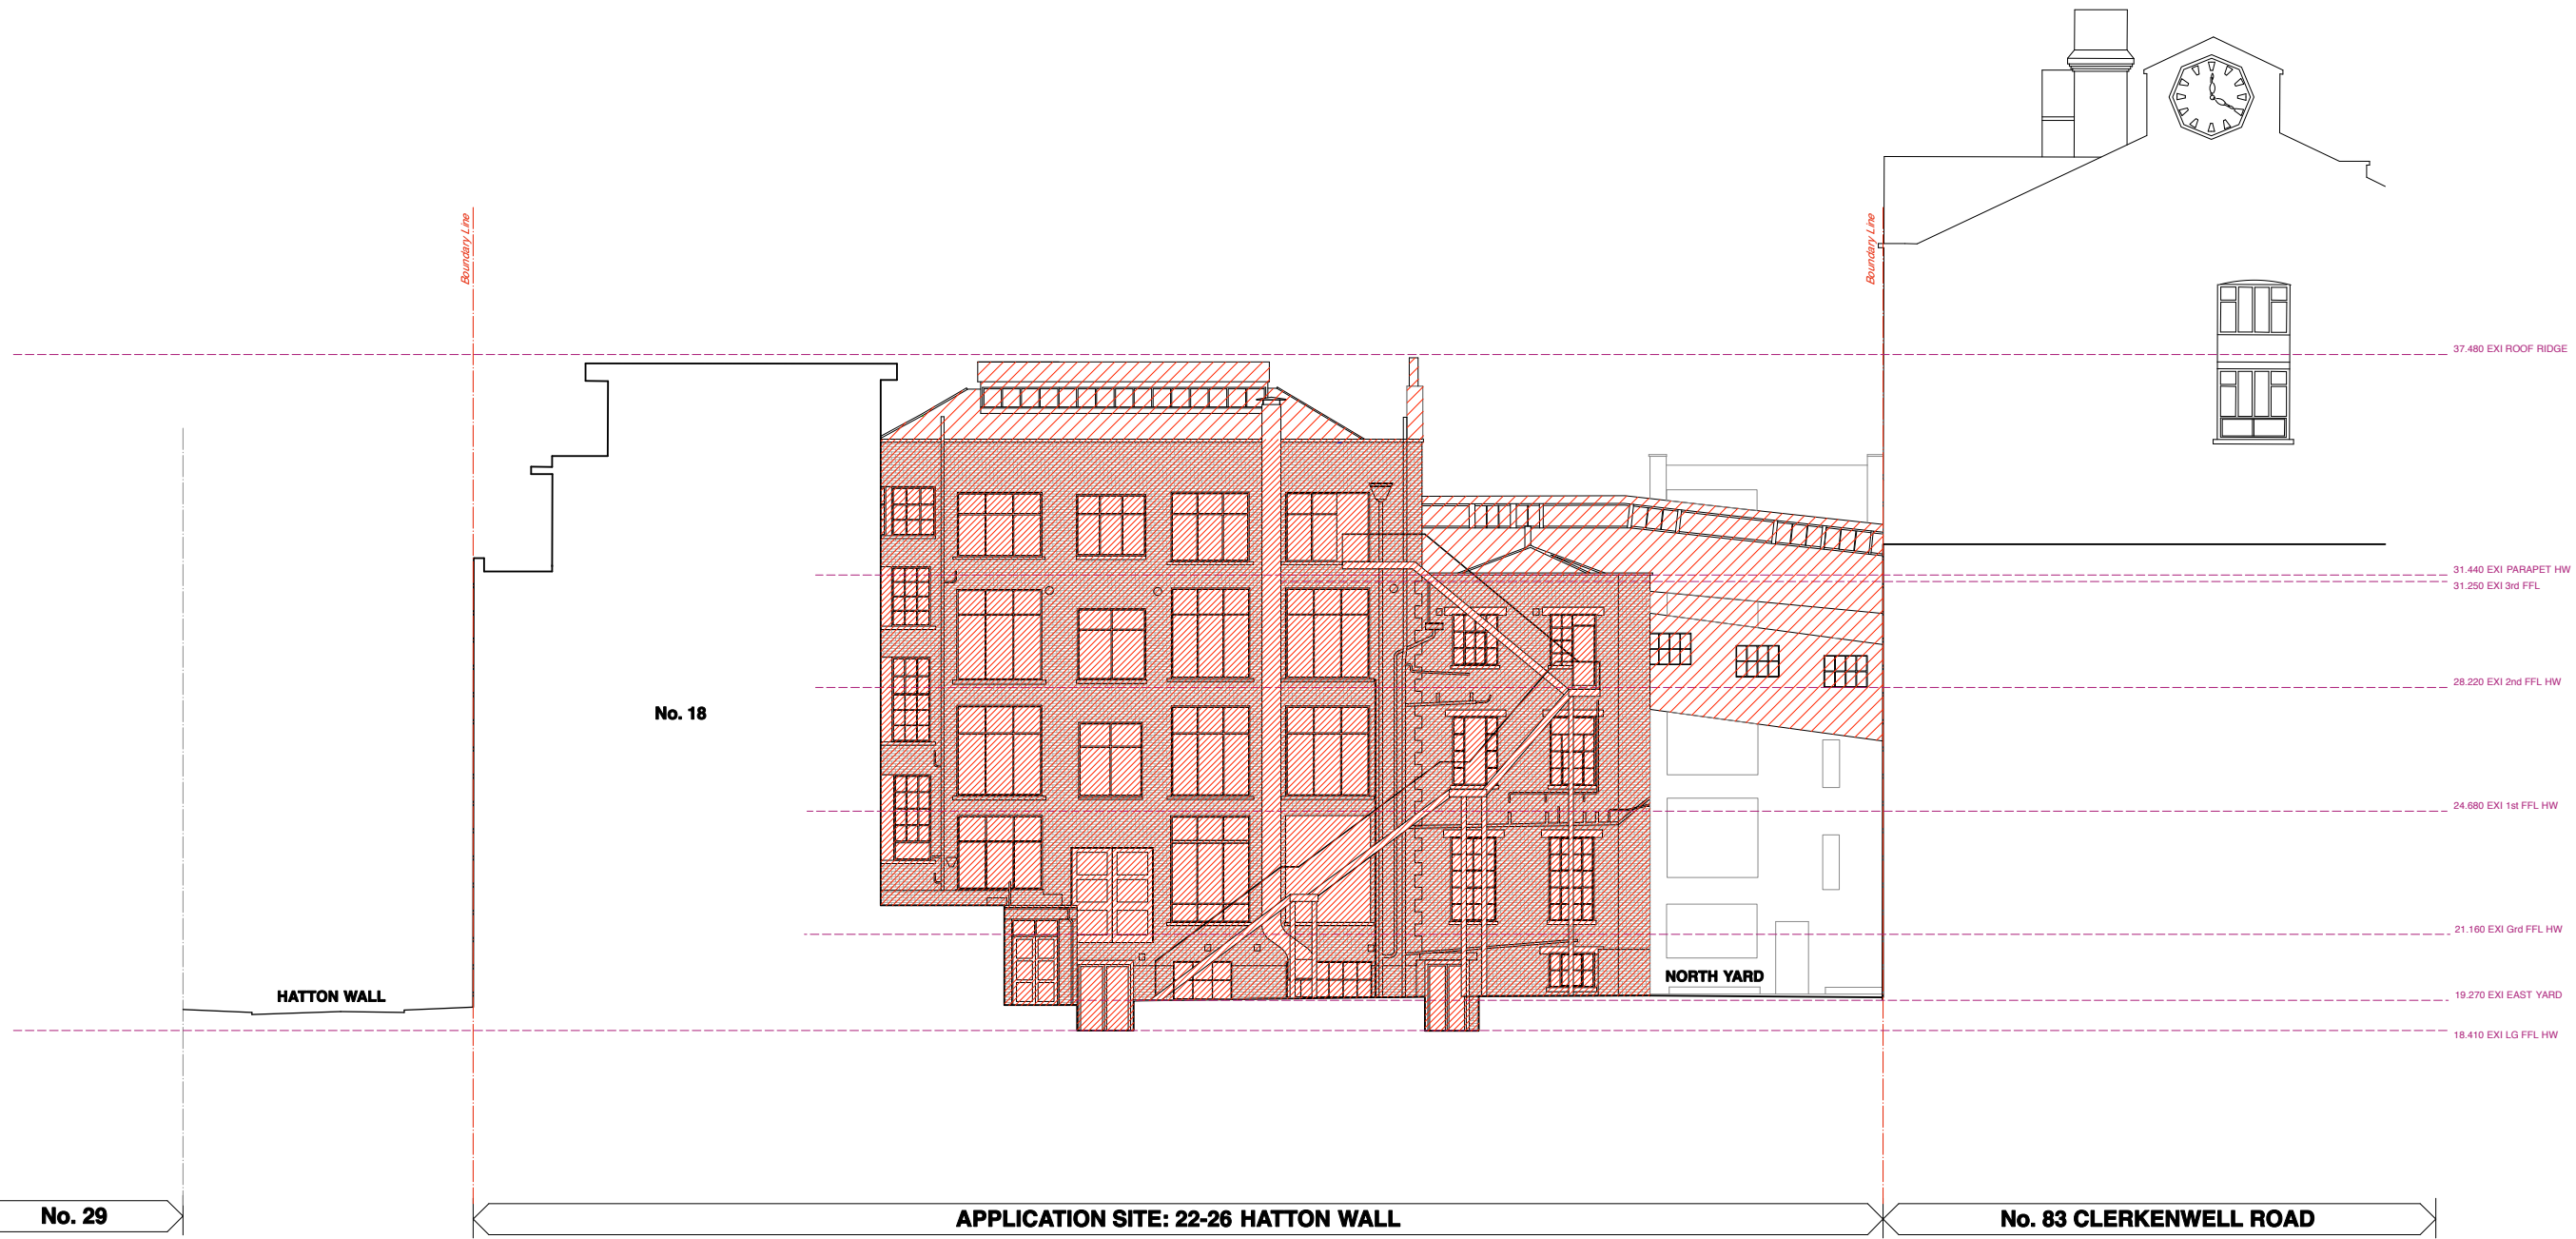 Boundary Line
Boundary Line
37.480 EXI ROOF RIDGE
31.440 EXI PARAPET HW
31.250 EXI 3rd FFL
28.220 EXI 2nd FFL HW
No. 18
24.680 EXI 1st FFL HW
21.160 EXI Grd FFL HW
NORTH YARD
HATTON WALL
19.270 EXI EAST YARD
18.410 EXI LG FFL HW
No. 29
APPLICATION SITE: 22-26 HATTON WALL
No. 83 CLERKENWELL ROAD